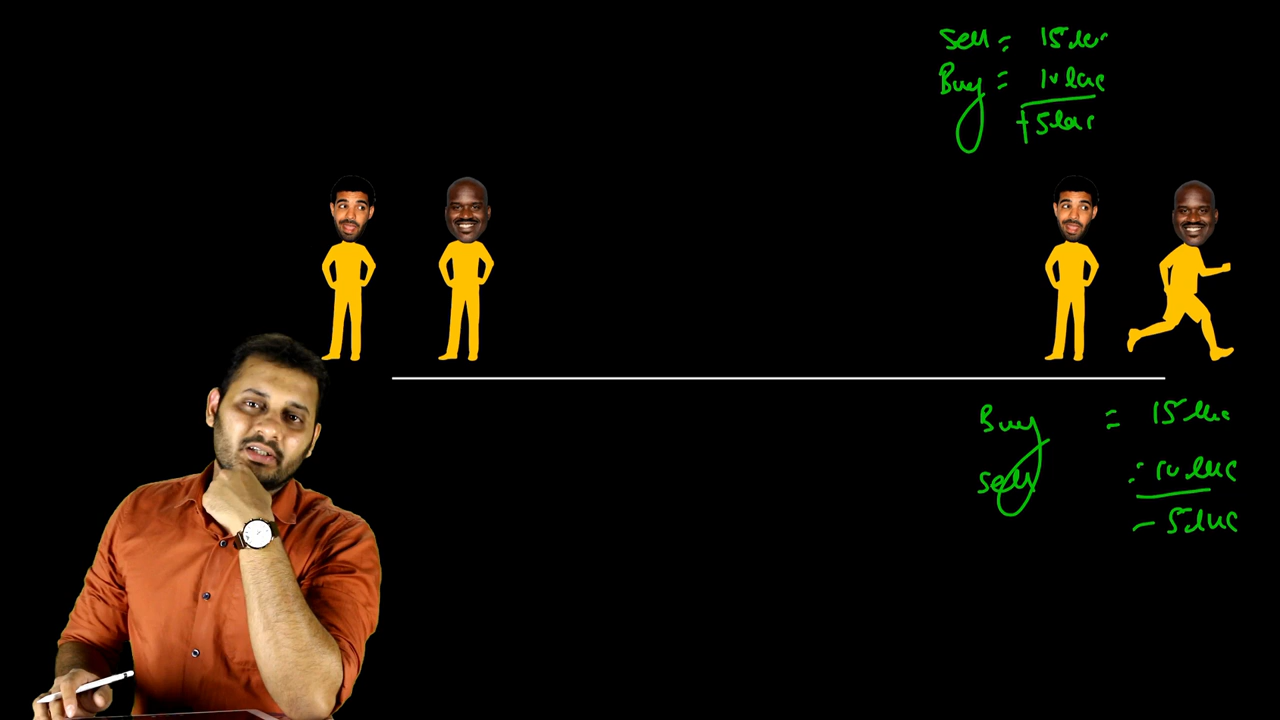 Sell = 15 lac
Buy = 10 lac
+5 lac
Buy = 15 lac
Sell = 10 lac
- 5 lac